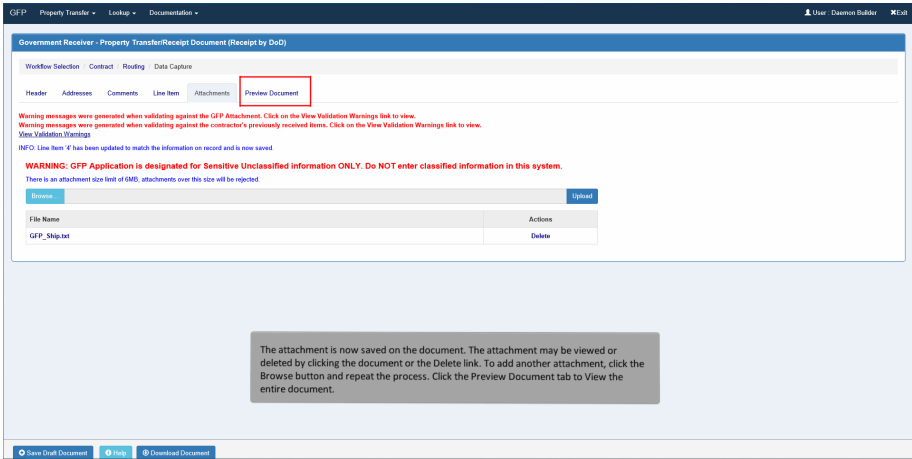 GFP Property Transfer Lookup Documentation User : Daemon Builder Exit
Government Receiver - Property Transfer/Receipt Document (Receipt by DoD)
Workflow Selection / Contract / Routing / Data Capture
Header Addresses Comments Line Item Attachments Preview Document
Warning messages were generated when validating against the GFP Attachment. Click on the View Validation Warnings link to view.
Warning messages were generated when validating against the contractor's previously received items. Click on the View Validation Warnings link to view.
View Validation Warnings
INFO: Line Item '4' has been updated to match the information on record and is now saved.
WARNING: GFP Application is designated for Sensitive Unclassified information ONLY. Do NOT enter classified information in this system.
There is an attachment size limit of 6MB, attachments over this size will be rejected.
Browse... Upload
File Name Actions
GFP_Ship.txt Delete
The attachment is now saved on the document. The attachment may be viewed or
deleted by clicking the document or the Delete link. To add another attachment, click the
Browse button and repeat the process. Click the Preview Document tab to View the
entire document.
Save Draft Document Help Download Document